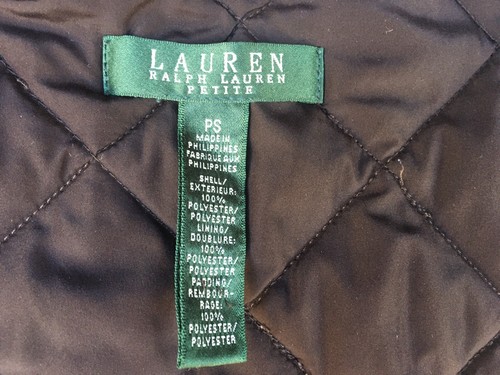 LAUREN
RALPH LAUREN
PETITE
PS
MADE IN
PHILIPPINES
FABRIQUE AUX
PHILIPPINES
SHELL/
EXTERIEUR:
100%
POLYESTER/
POLYESTER
LINING/
DOUBLURE:
100%
POLYESTER/
POLYESTER
PADDING/
REMBOUR-
RAGE:
100%
POLYESTER/
POLYESTER